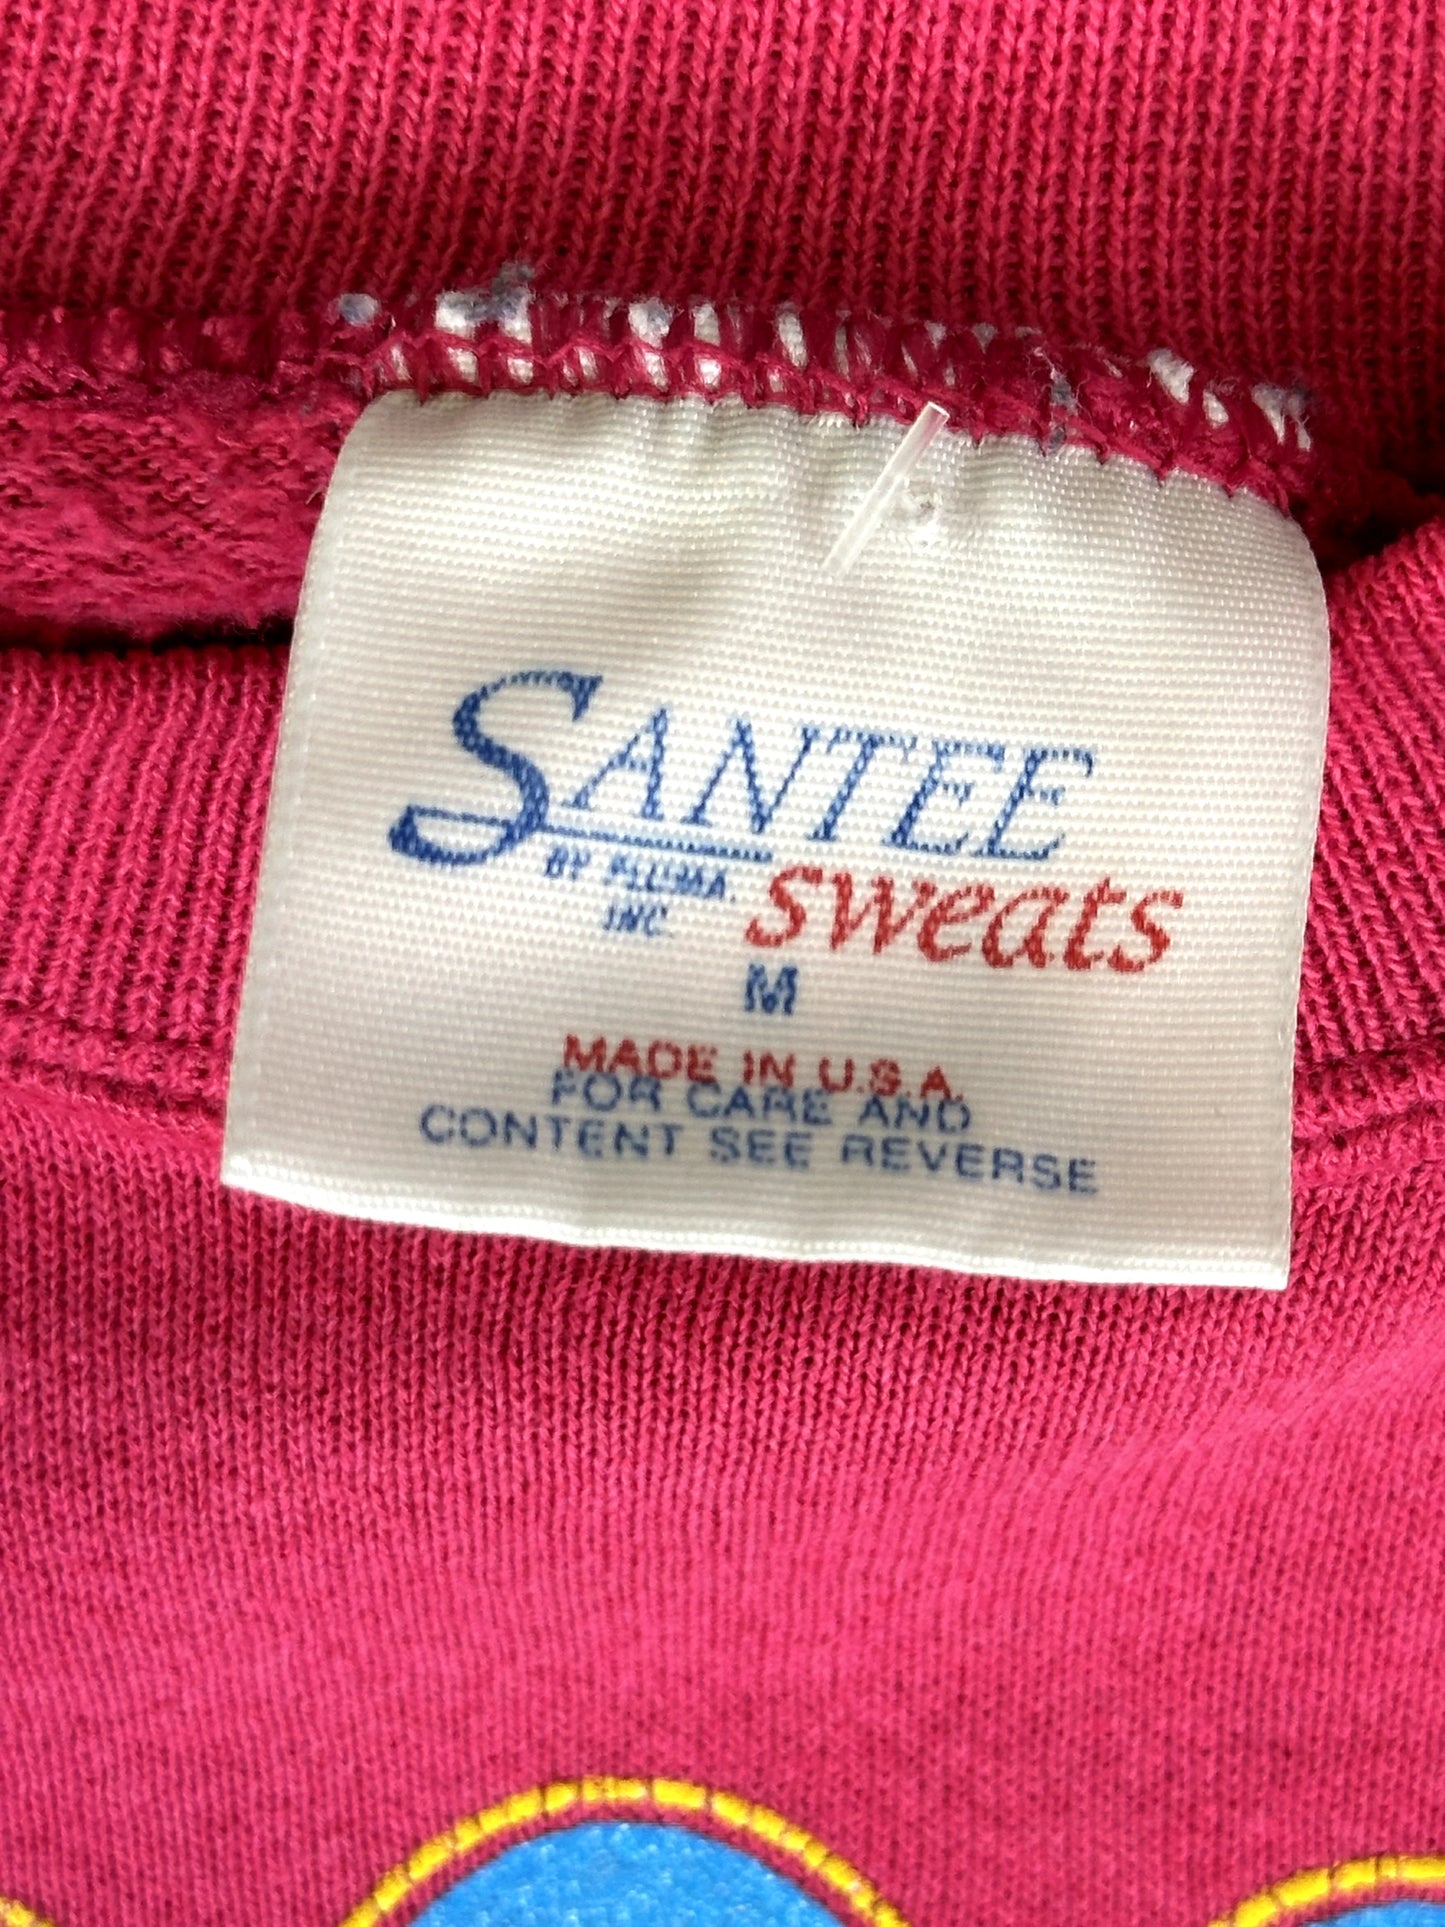 SANTEE
BY PLUMA,
INC
sweats
M
MADE IN U.S.A.
FOR CARE AND
CONTENT SEE REVERSE